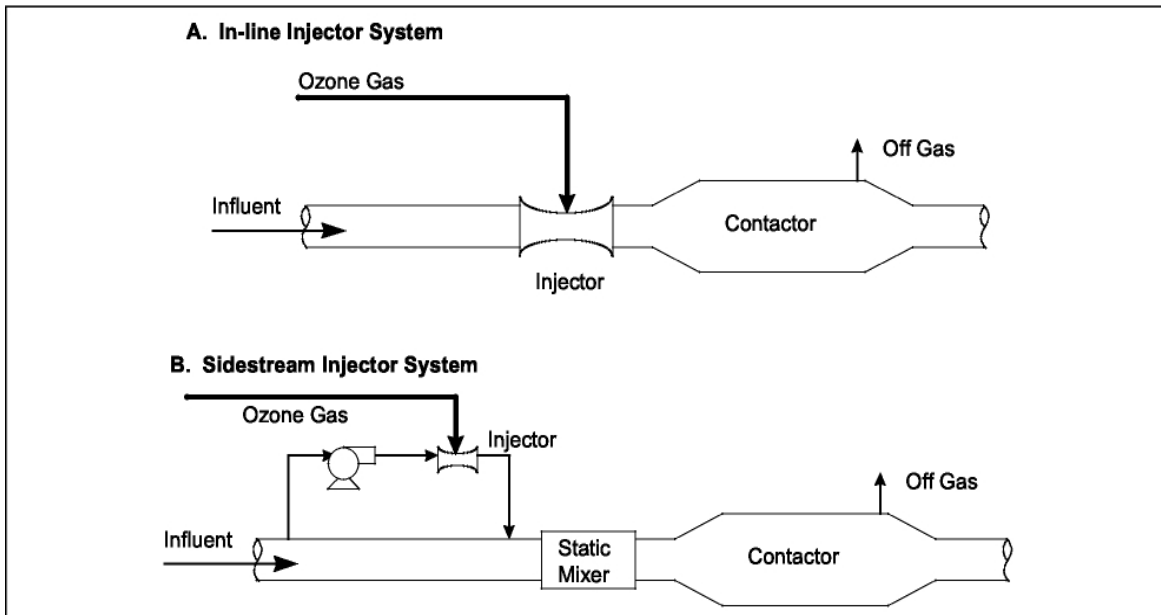 A. In-line Injector System
Ozone Gas
Off Gas
Influent
Contactor
Injector
B. Sidestream Injector System
Ozone Gas
Injector
Off Gas
Influent
Static
Mixer
Contactor